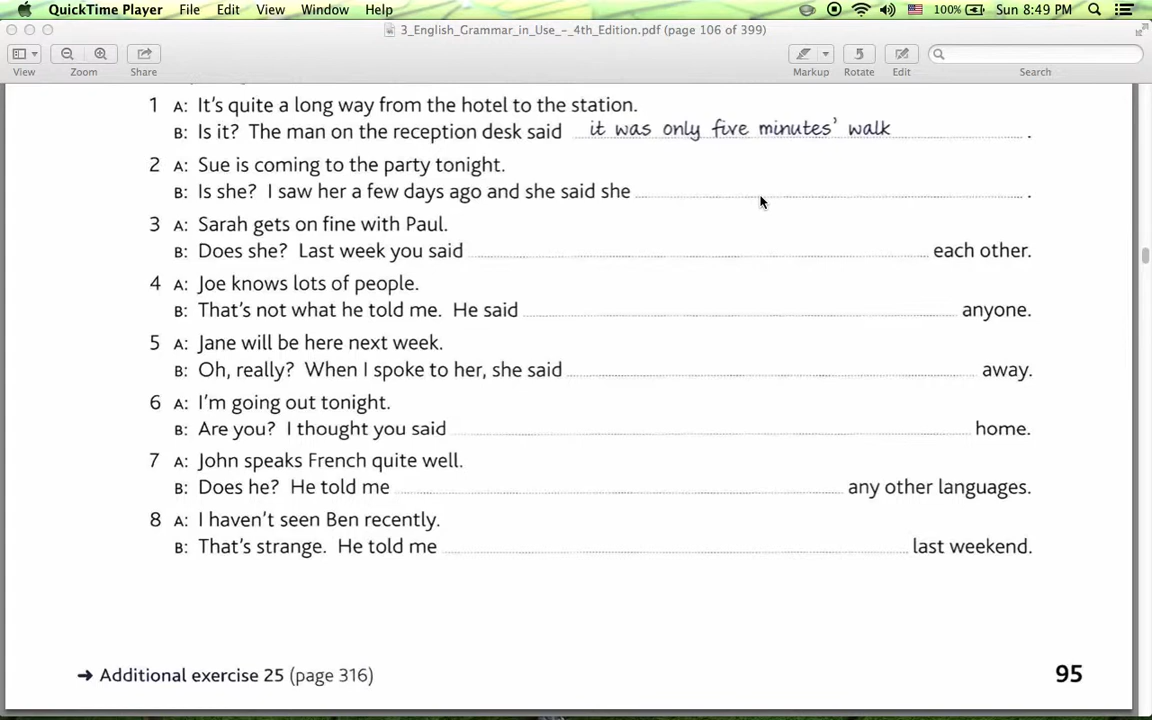 QuickTime Player File Edit View Window Help 100% Sun 8:49 PM
3_English_Grammar_in_Use_-_4th_Edition.pdf (page 106 of 399)
View Zoom Share Markup Rotate Edit Search
1 A: It's quite a long way from the hotel to the station.
B: Is it? The man on the reception desk said it was only five minutes' walk .
2 A: Sue is coming to the party tonight.
B: Is she? I saw her a few days ago and she said she .
3 A: Sarah gets on fine with Paul.
B: Does she? Last week you said each other.
4 A: Joe knows lots of people.
B: That's not what he told me. He said anyone.
5 A: Jane will be here next week.
B: Oh, really? When I spoke to her, she said away.
6 A: I'm going out tonight.
B: Are you? I thought you said home.
7 A: John speaks French quite well.
B: Does he? He told me any other languages.
8 A: I haven't seen Ben recently.
B: That's strange. He told me last weekend.
➜ Additional exercise 25 (page 316) 95